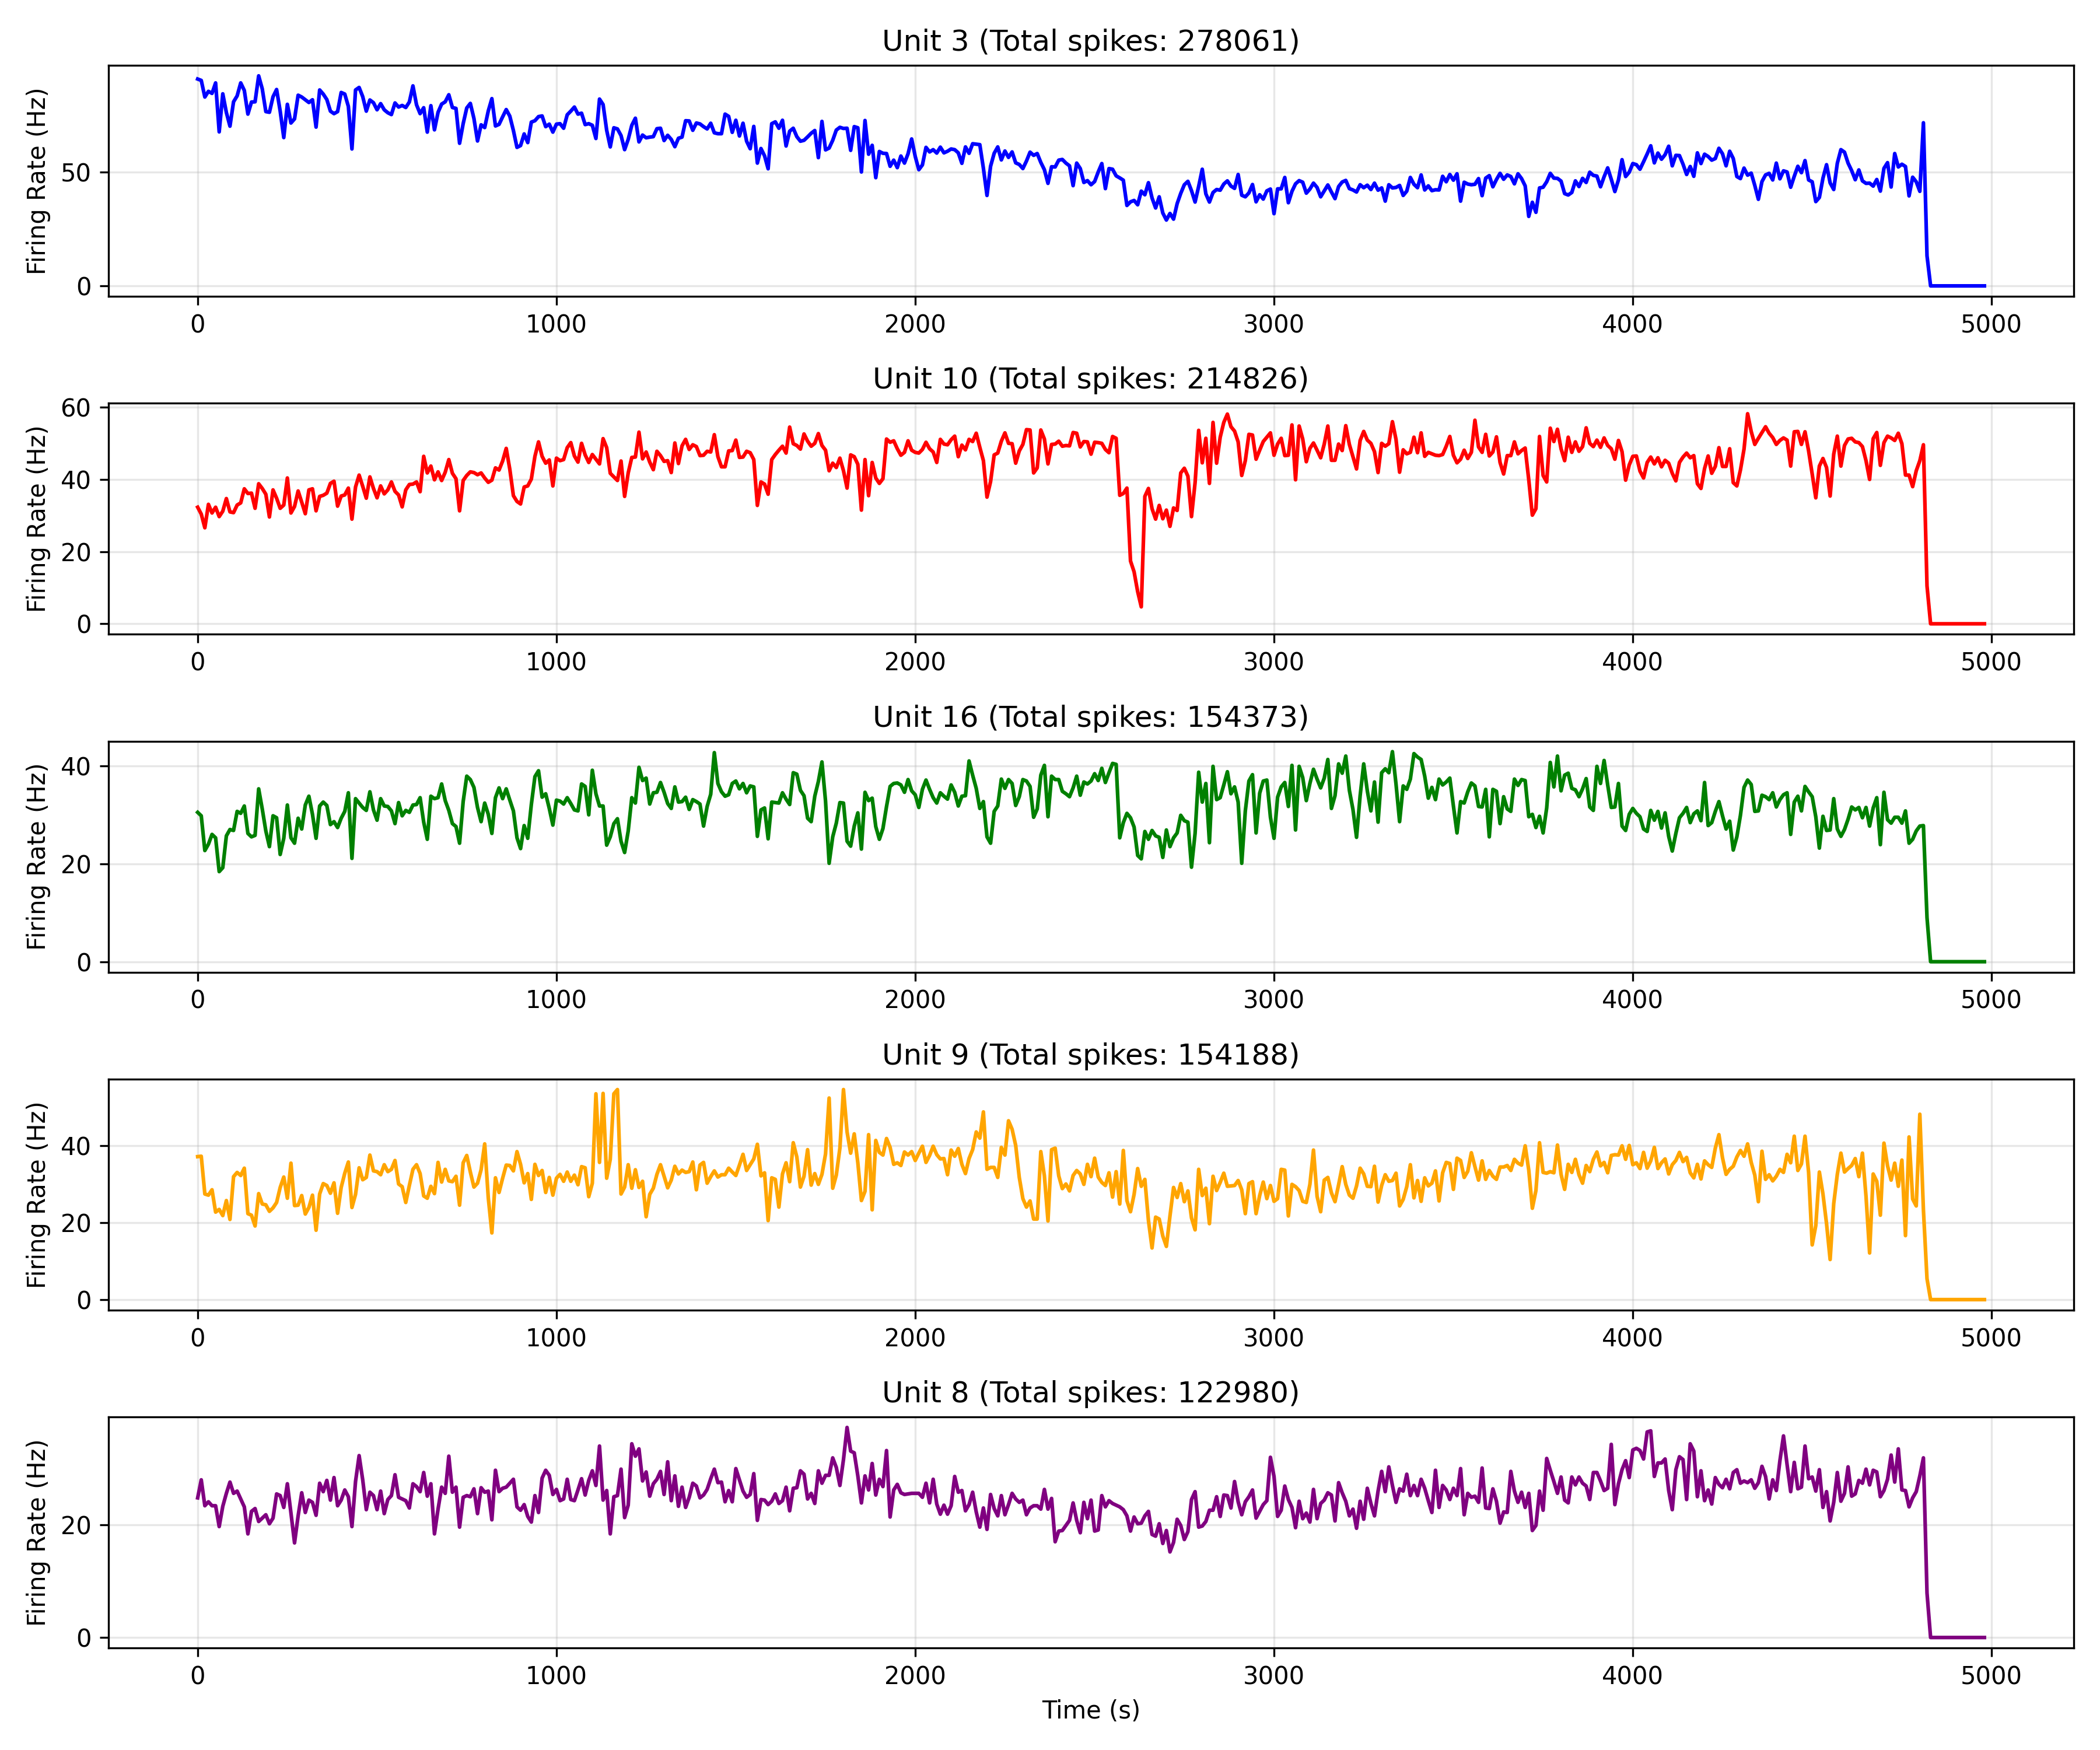 Unit 3 (Total spikes: 278061)
Firing Rate (Hz)
50
0
0 1000 2000 3000 4000 5000
Unit 10 (Total spikes: 214826)
Firing Rate (Hz)
60
40
20
0
0 1000 2000 3000 4000 5000
Unit 16 (Total spikes: 154373)
Firing Rate (Hz)
40
20
0
0 1000 2000 3000 4000 5000
Unit 9 (Total spikes: 154188)
Firing Rate (Hz)
40
20
0
0 1000 2000 3000 4000 5000
Unit 8 (Total spikes: 122980)
Firing Rate (Hz)
20
0
0 1000 2000 3000 4000 5000
Time (s)